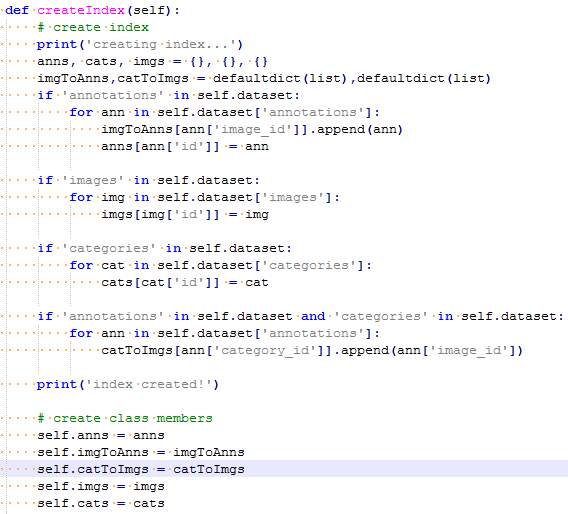 def createIndex(self):
    # create index
    print('creating index...')
    anns, cats, imgs = {}, {}, {}
    imgToAnns,catToImgs = defaultdict(list),defaultdict(list)
    if 'annotations' in self.dataset:
        for ann in self.dataset['annotations']:
            imgToAnns[ann['image_id']].append(ann)
            anns[ann['id']] = ann

    if 'images' in self.dataset:
        for img in self.dataset['images']:
            imgs[img['id']] = img

    if 'categories' in self.dataset:
        for cat in self.dataset['categories']:
            cats[cat['id']] = cat

    if 'annotations' in self.dataset and 'categories' in self.dataset:
        for ann in self.dataset['annotations']:
            catToImgs[ann['category_id']].append(ann['image_id'])

    print('index created!')

    # create class members
    self.anns = anns
    self.imgToAnns = imgToAnns
    self.catToImgs = catToImgs
    self.imgs = imgs
    self.cats = cats